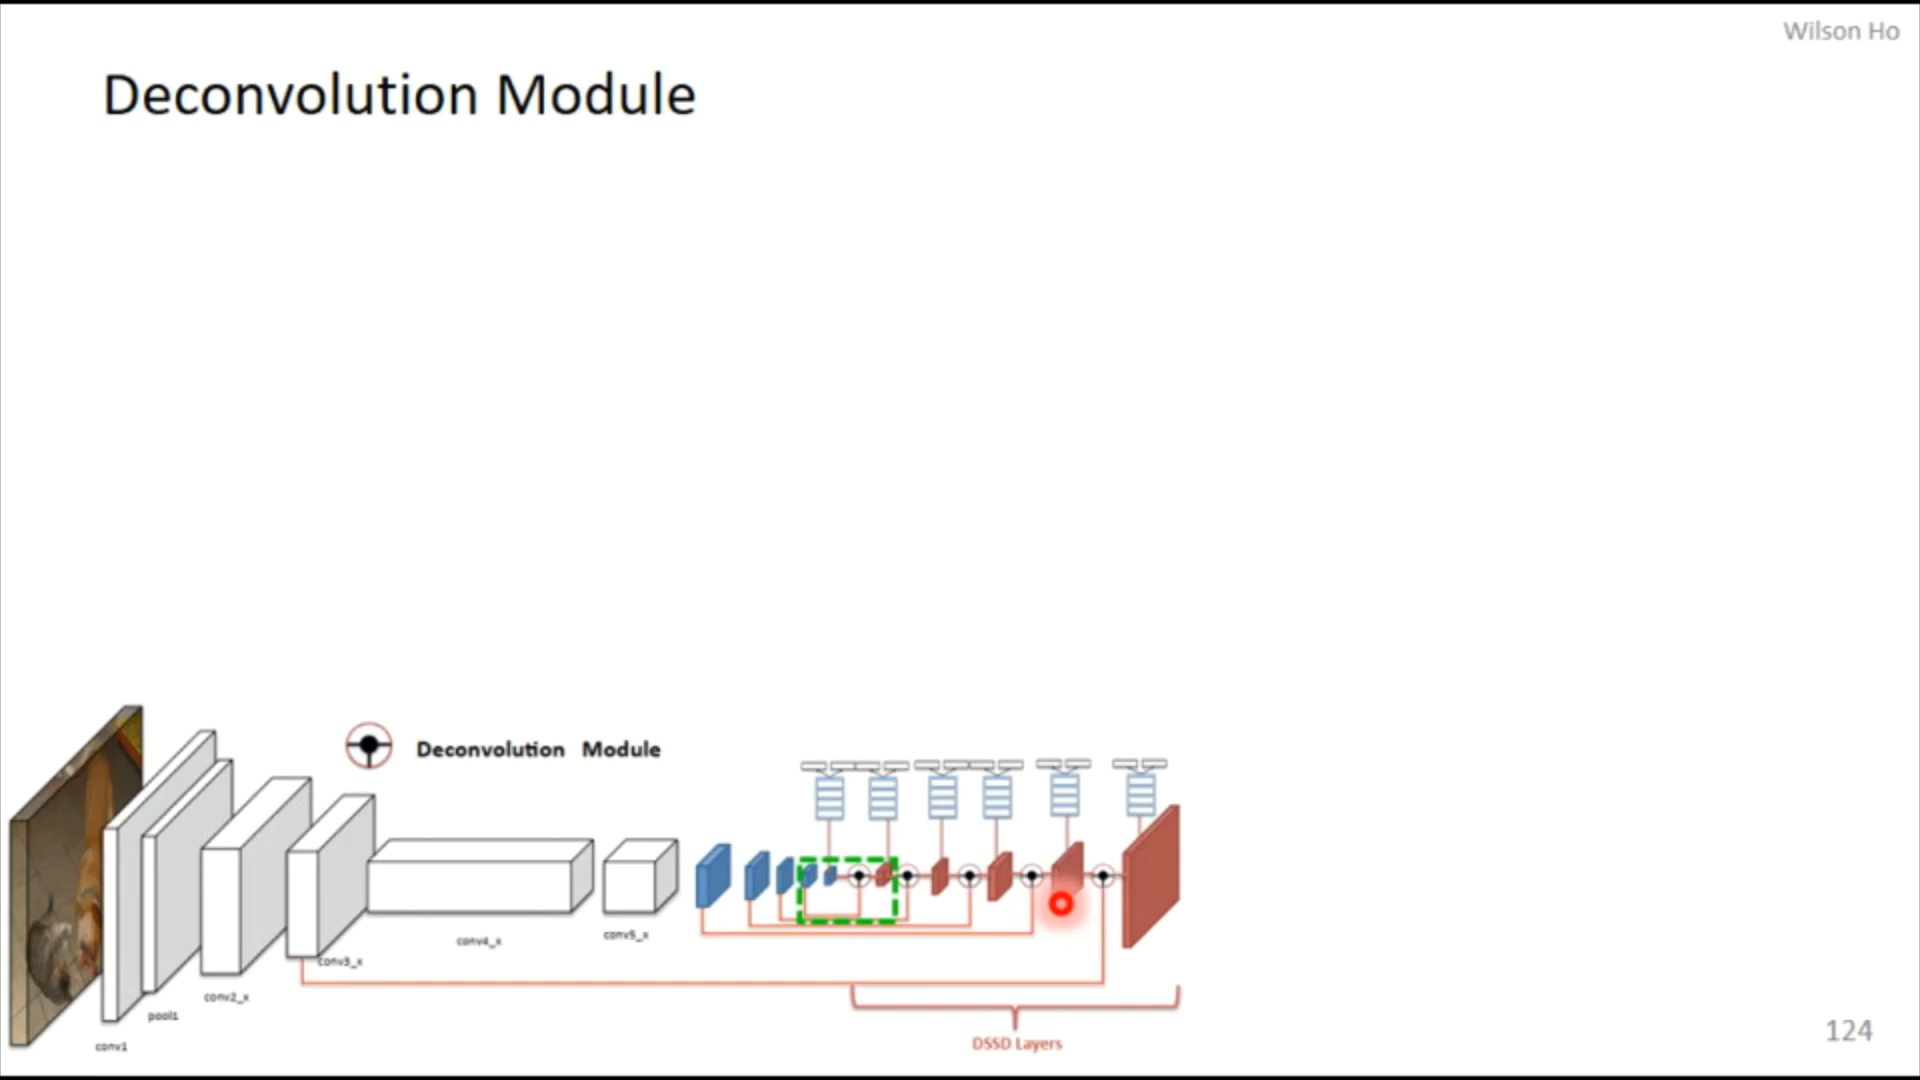 Wilson Ho
Deconvolution Module
Deconvolution Module
conv4_x
conv5_x
conv3_x
conv2_x
pool1
conv1
DSSD Layers
124